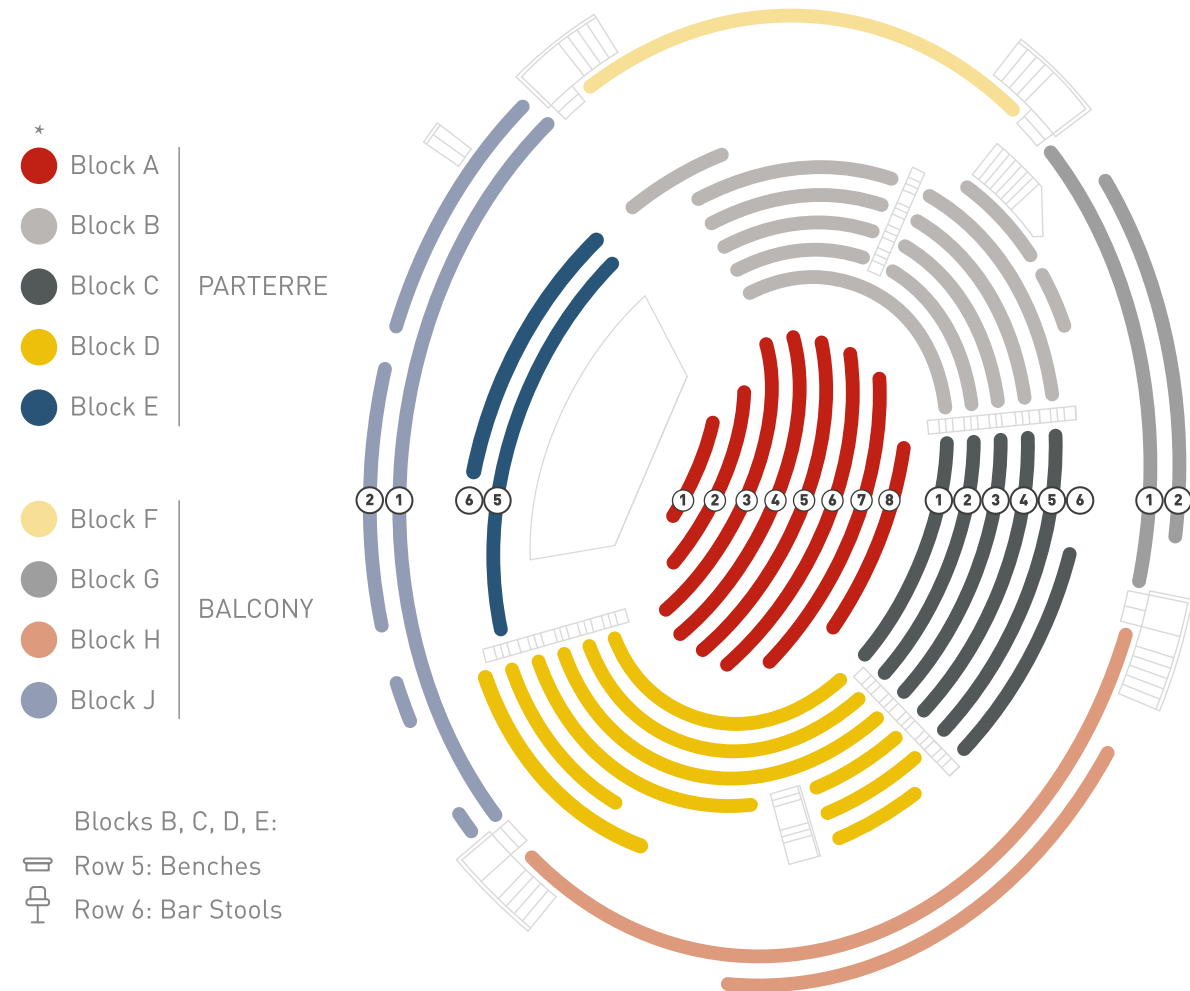 *
Block A
Block B
Block C
Block D
Block E
PARTERRE
Block F
Block G
Block H
Block J
BALCONY
Blocks B, C, D, E:
Row 5: Benches
Row 6: Bar Stools
2 1 6 5 1 2 3 4 5 6 7 8 1 2 3 4 5 6 1 2